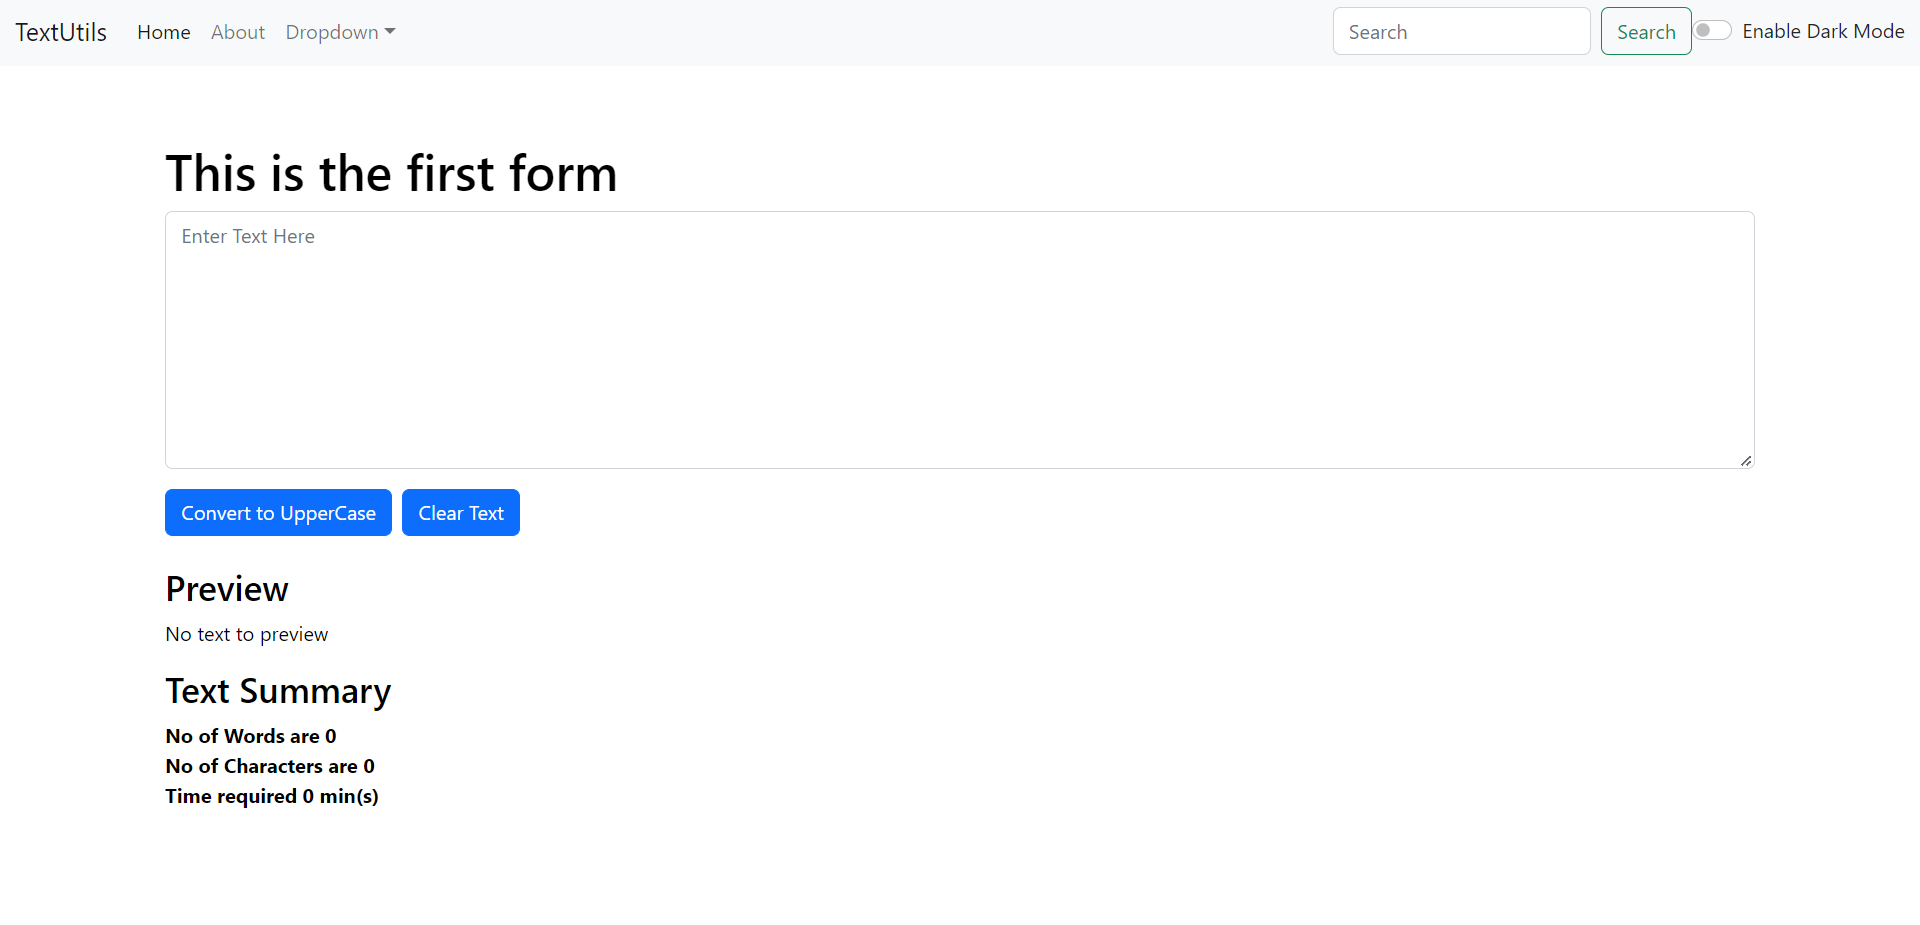 TextUtils Home About Dropdown Search Search Enable Dark Mode
This is the first form
Enter Text Here
Convert to UpperCase Clear Text
Preview
No text to preview
Text Summary
No of Words are 0
No of Characters are 0
Time required 0 min(s)